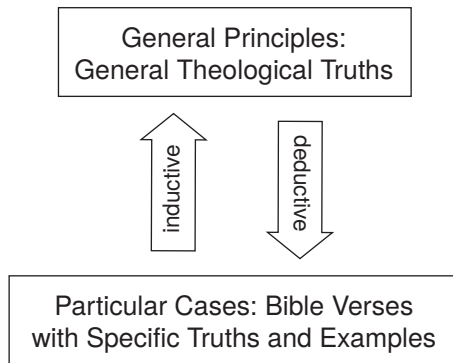 General Principles:
General Theological Truths
inductive
deductive
Particular Cases: Bible Verses
with Specific Truths and Examples